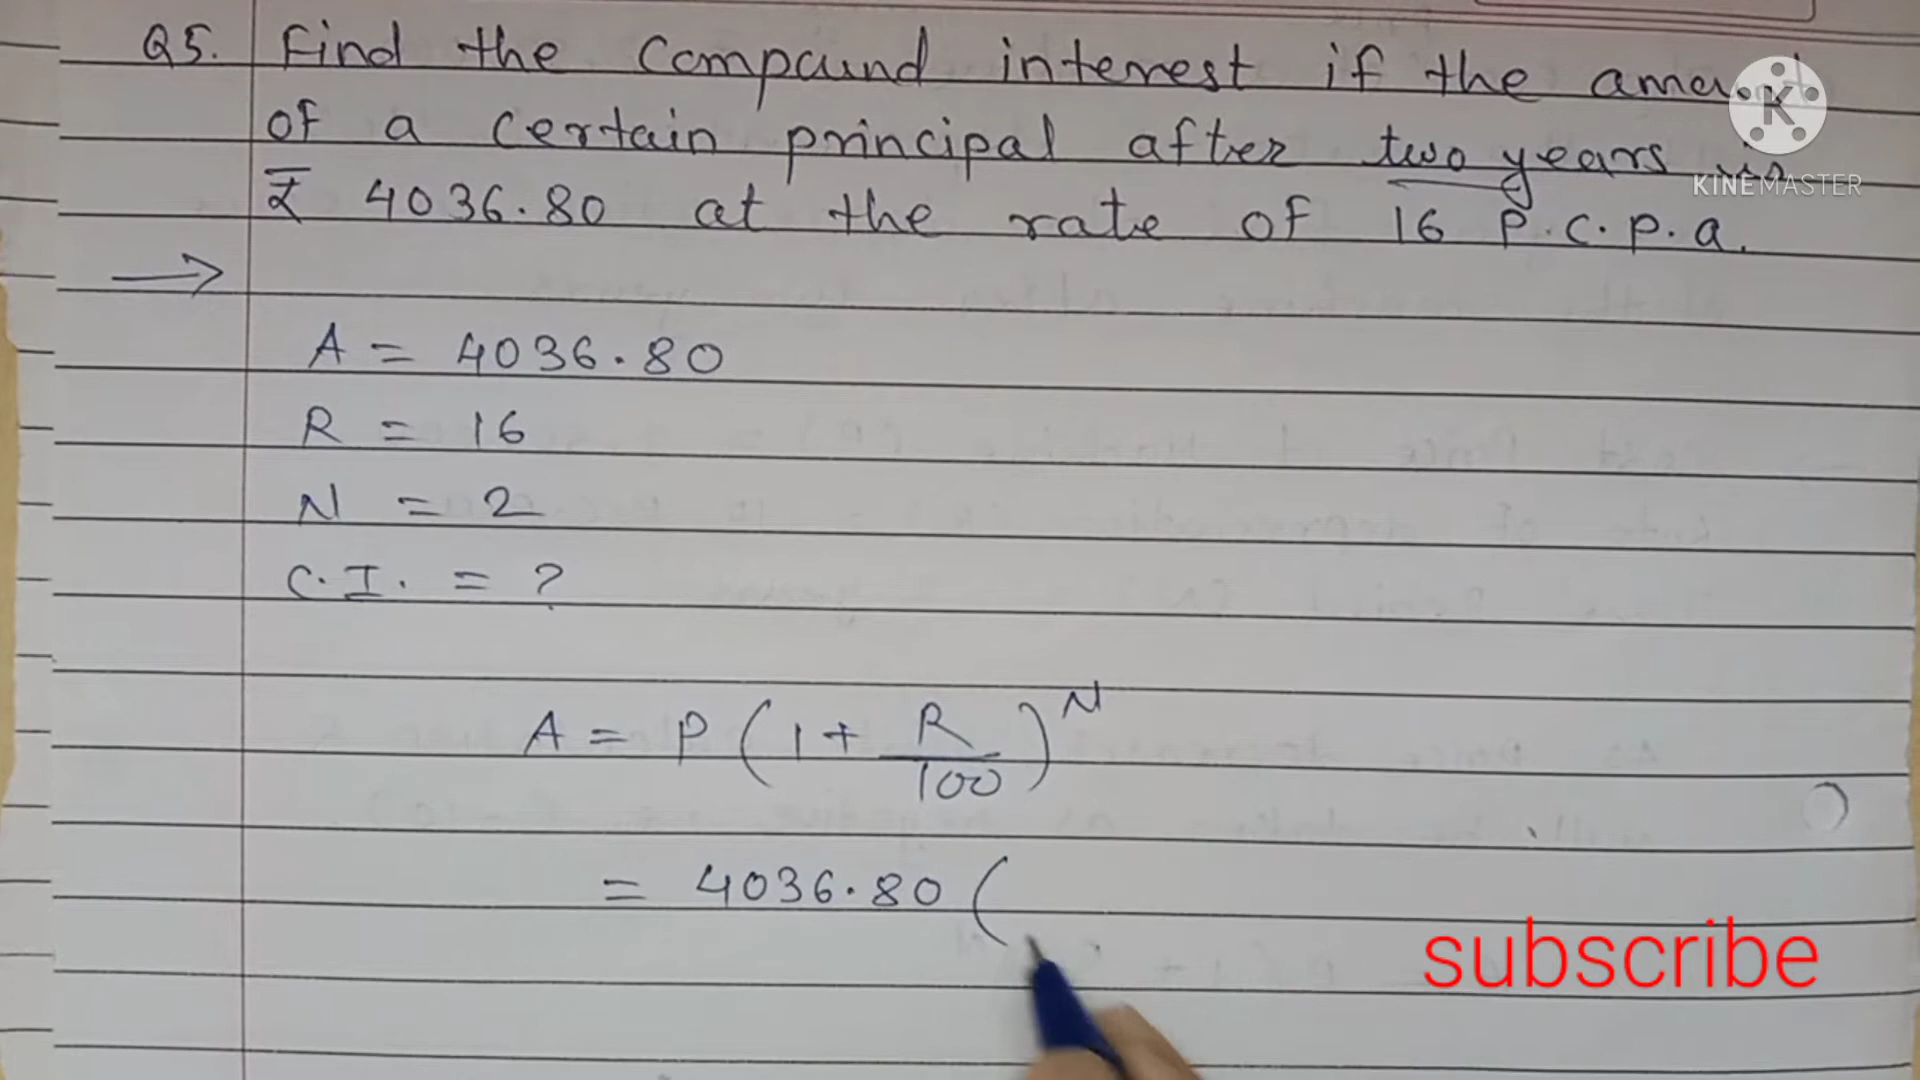 Q5. Find the compound interest if the
of a certain principal after two years is
₹ 4036.80 at the rate of 16 p.c.p.a.
A = 4036.80
R = 16
N = 2
C.I. = ?
A = P (1 + R/100)^N
= 4036.80 (
K
KINEMASTER
subscribe